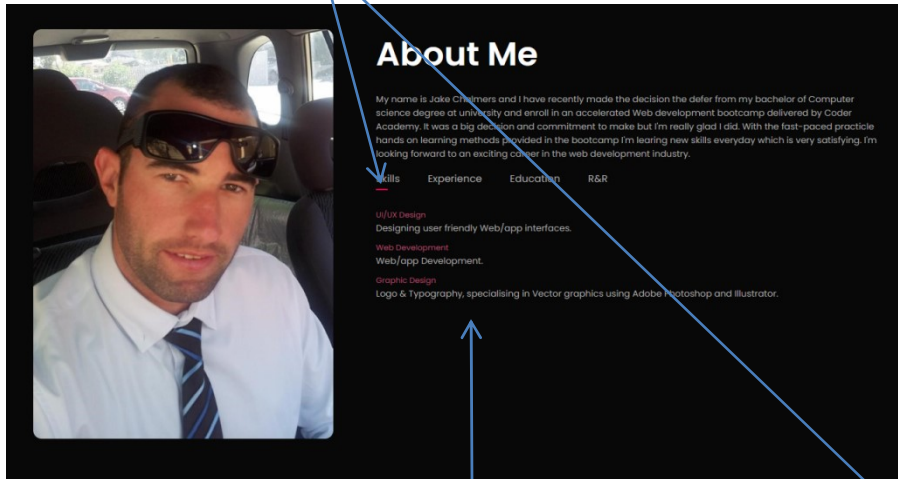 About Me
My name is Jake Chalmers and I have recently made the decision the defer from my bachelor of Computer
science degree at university and enroll in an accelerated Web development bootcamp delivered by Coder
Academy. It was a big decision and commitment to make but I'm really glad I did. With the fast-paced practicle
hands on learning methods provided in the bootcamp I'm learing new skills everyday which is very satisfying. I'm
looking forward to an exciting career in the web development industry.
Skills Experience Education R&R
UI/UX Design
Designing user friendly Web/app interfaces.
Web Development
Web/app Development.
Graphic Design
Logo & Typography, specialising in Vector graphics using Adobe Photoshop and Illustrator.